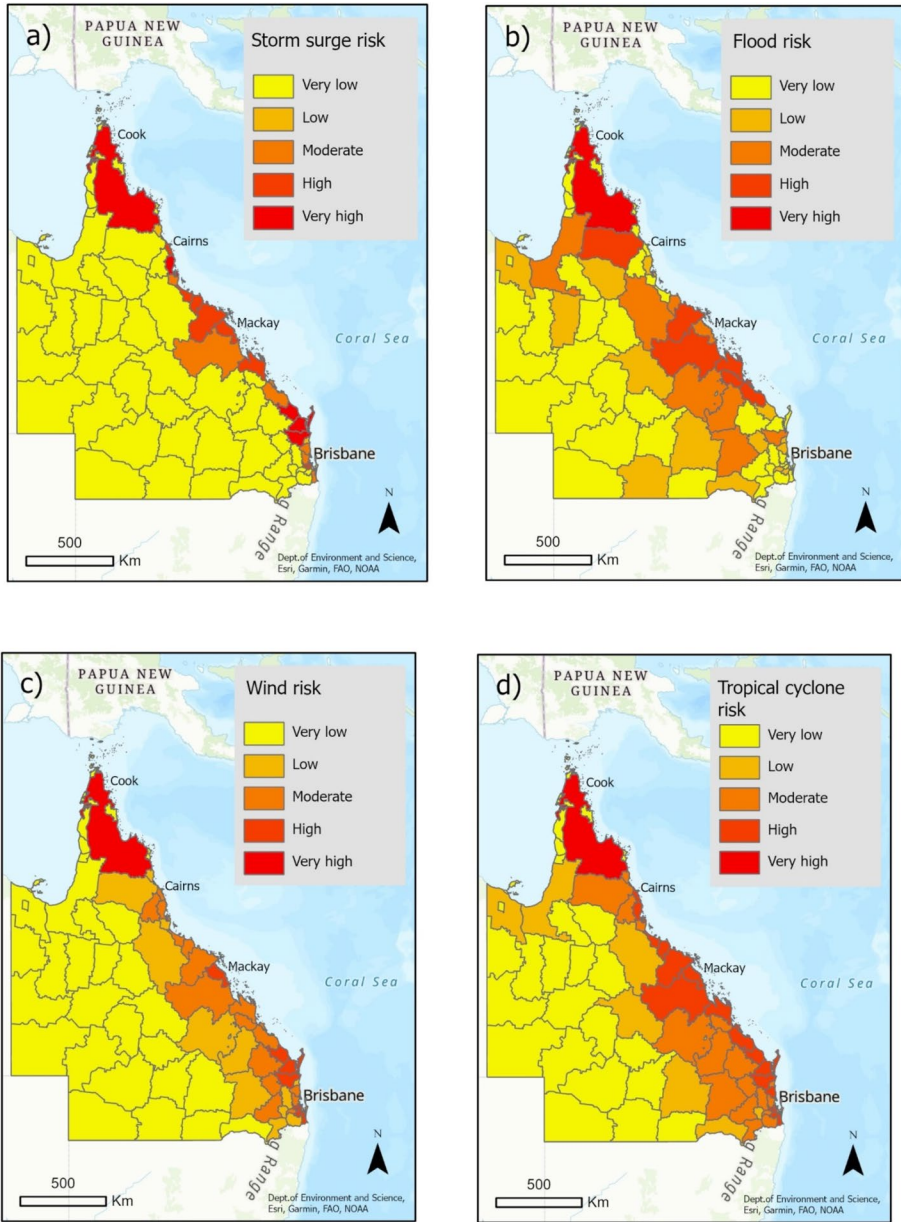 a)
PAPUA NEW
GUINEA
Storm surge risk
Very low
Low
Moderate
High
Very high
Cook
Cairns
Mackay
Coral Sea
Brisbane
g Range
N
500
Km
Dept.of Environment and Science,
Esri, Garmin, FAO, NOAA
b)
PAPUA NEW
GUINEA
Flood risk
Very low
Low
Moderate
High
Very high
Cook
Cairns
Mackay
Coral Sea
Brisbane
g Range
N
500
Km
Dept.of Environment and Science,
Esri, Garmin, FAO, NOAA
c)
PAPUA NEW
GUINEA
Wind risk
Very low
Low
Moderate
High
Very high
Cook
Cairns
Mackay
Coral Sea
Brisbane
g Range
N
500
Km
Dept.of Environment and Science,
Esri, Garmin, FAO, NOAA
d)
PAPUA NEW
GUINEA
Tropical cyclone
risk
Very low
Low
Moderate
High
Very high
Cook
Cairns
Mackay
Coral Sea
Brisbane
g Range
N
500
Km
Dept.of Environment and Science,
Esri, Garmin, FAO, NOAA